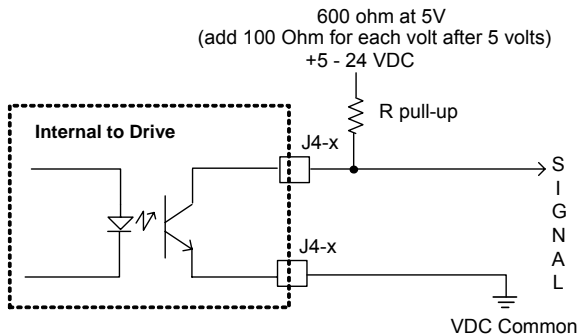 600 ohm at 5V
(add 100 Ohm for each volt after 5 volts)
+5 - 24 VDC
R pull-up
Internal to Drive
J4-x
SIGNAL
J4-x
VDC Common